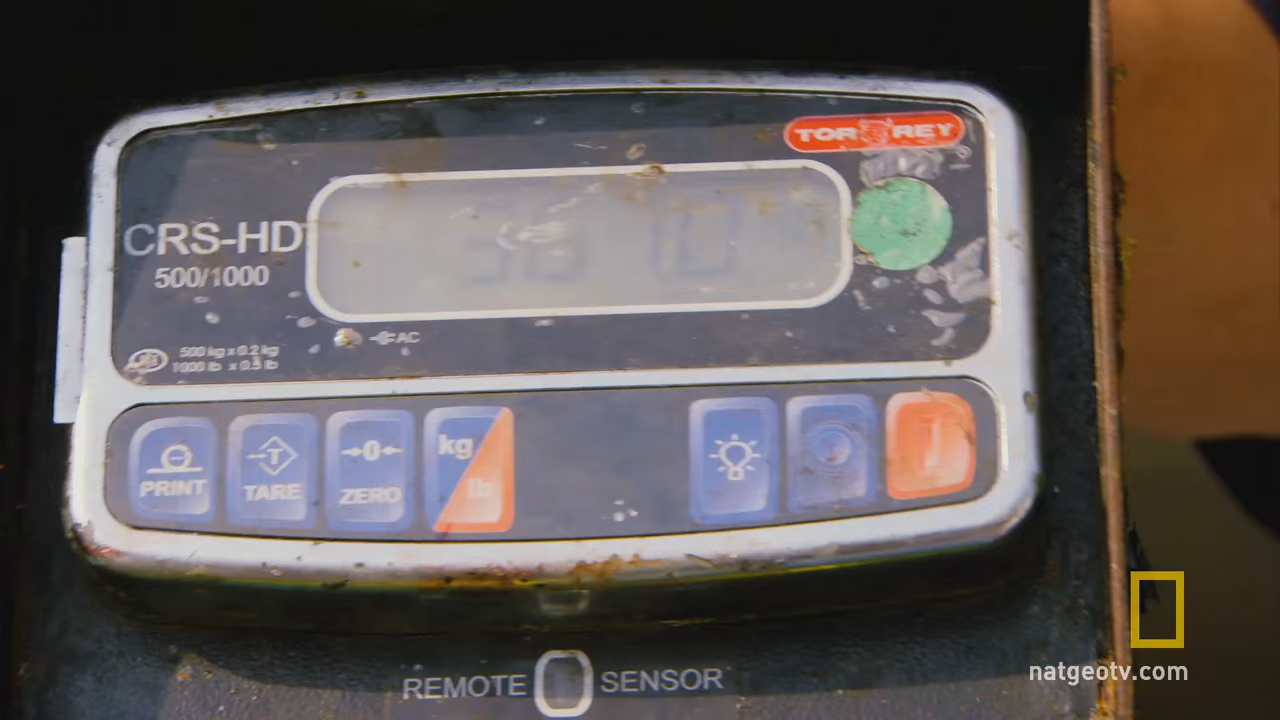 TORREY
CRS-HD
500/1000
AC
500 kg x 0.2 kg
1000 lb x 0.5 lb
PRINT
T
TARE
0
ZERO
kg
lb
REMOTE SENSOR
natgeotv.com